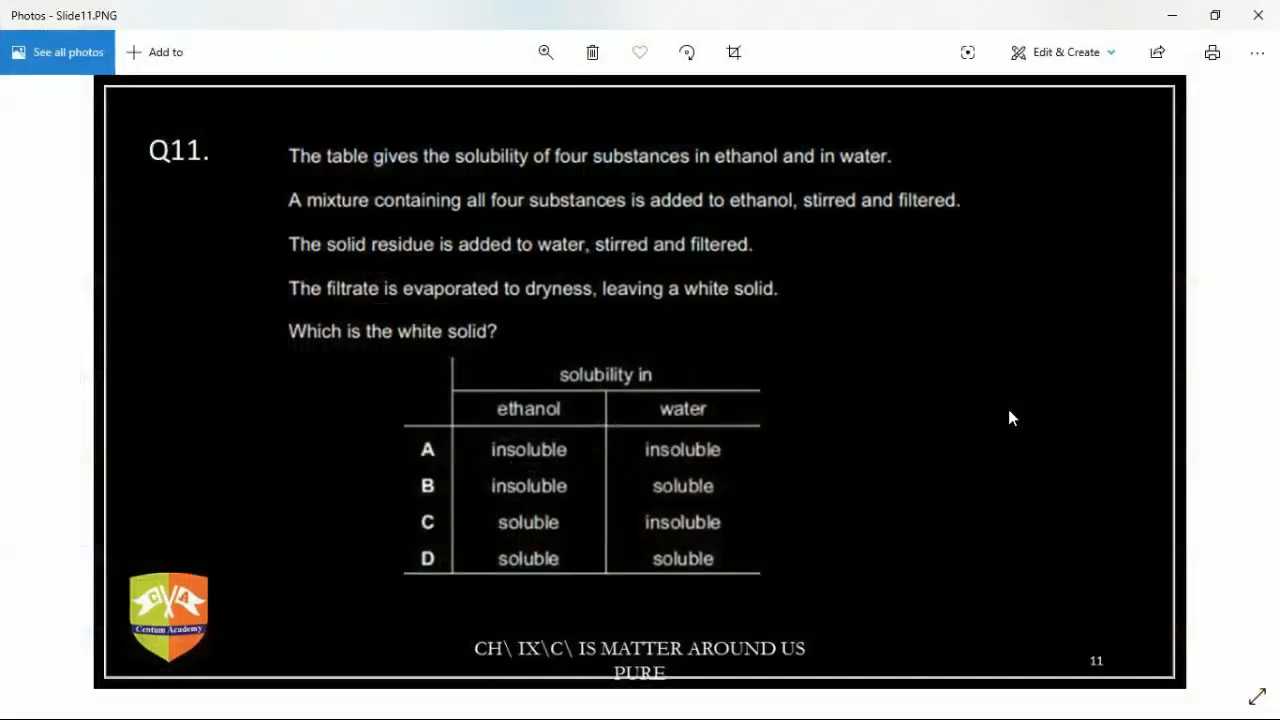 Photos - Slide11.PNG
See all photos
Add to
Edit & Create
Q11.
The table gives the solubility of four substances in ethanol and in water.
A mixture containing all four substances is added to ethanol, stirred and filtered.
The solid residue is added to water, stirred and filtered.
The filtrate is evaporated to dryness, leaving a white solid.
Which is the white solid?
solubility in
ethanol water
A insoluble insoluble
B insoluble soluble
C soluble insoluble
D soluble soluble
C A
Centum Academy
CH\ IX\C\ IS MATTER AROUND US
PURE
11